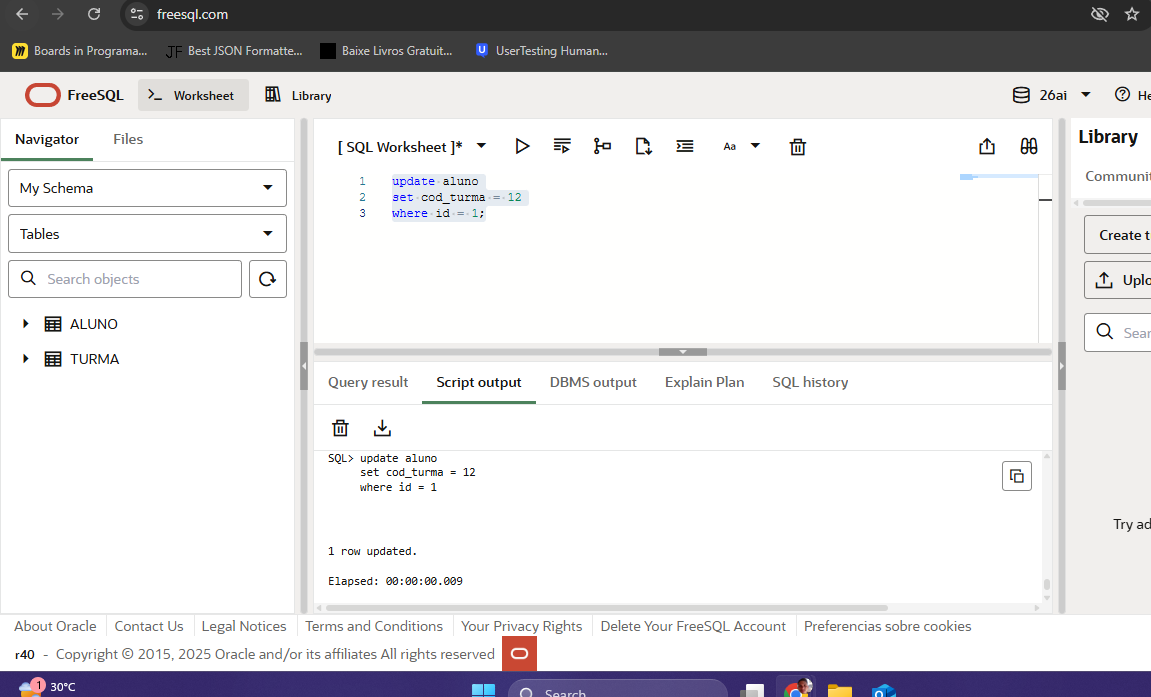 freesql.com
Boards in Programa... Best JSON Formatte... Baixe Livros Gratuit... UserTesting Human...
FreeSQL Worksheet Library 26ai He
Navigator Files
My Schema
Tables
Search objects
ALUNO
TURMA
[ SQL Worksheet ]* Aa
1 update aluno
2 set cod_turma = 12
3 where id = 1;
Query result Script output DBMS output Explain Plan SQL history
SQL> update aluno
set cod_turma = 12
where id = 1
1 row updated.
Elapsed: 00:00:00.009
Library
Communit
Create t
Uplo
Sear
Try ad
About Oracle Contact Us Legal Notices Terms and Conditions Your Privacy Rights Delete Your FreeSQL Account Preferencias sobre cookies
r40 - Copyright © 2015, 2025 Oracle and/or its affiliates All rights reserved
1 30°C Search